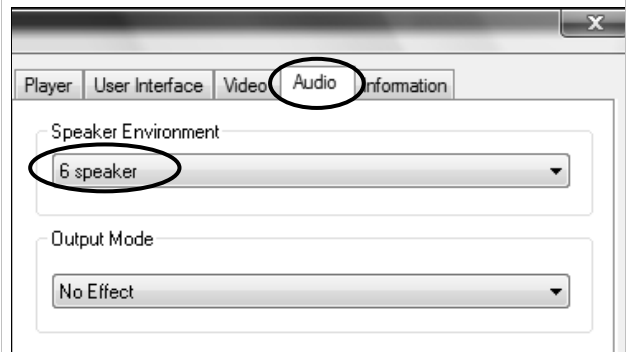 Player User Interface Video Audio Information
Speaker Environment
6 speaker
Output Mode
No Effect